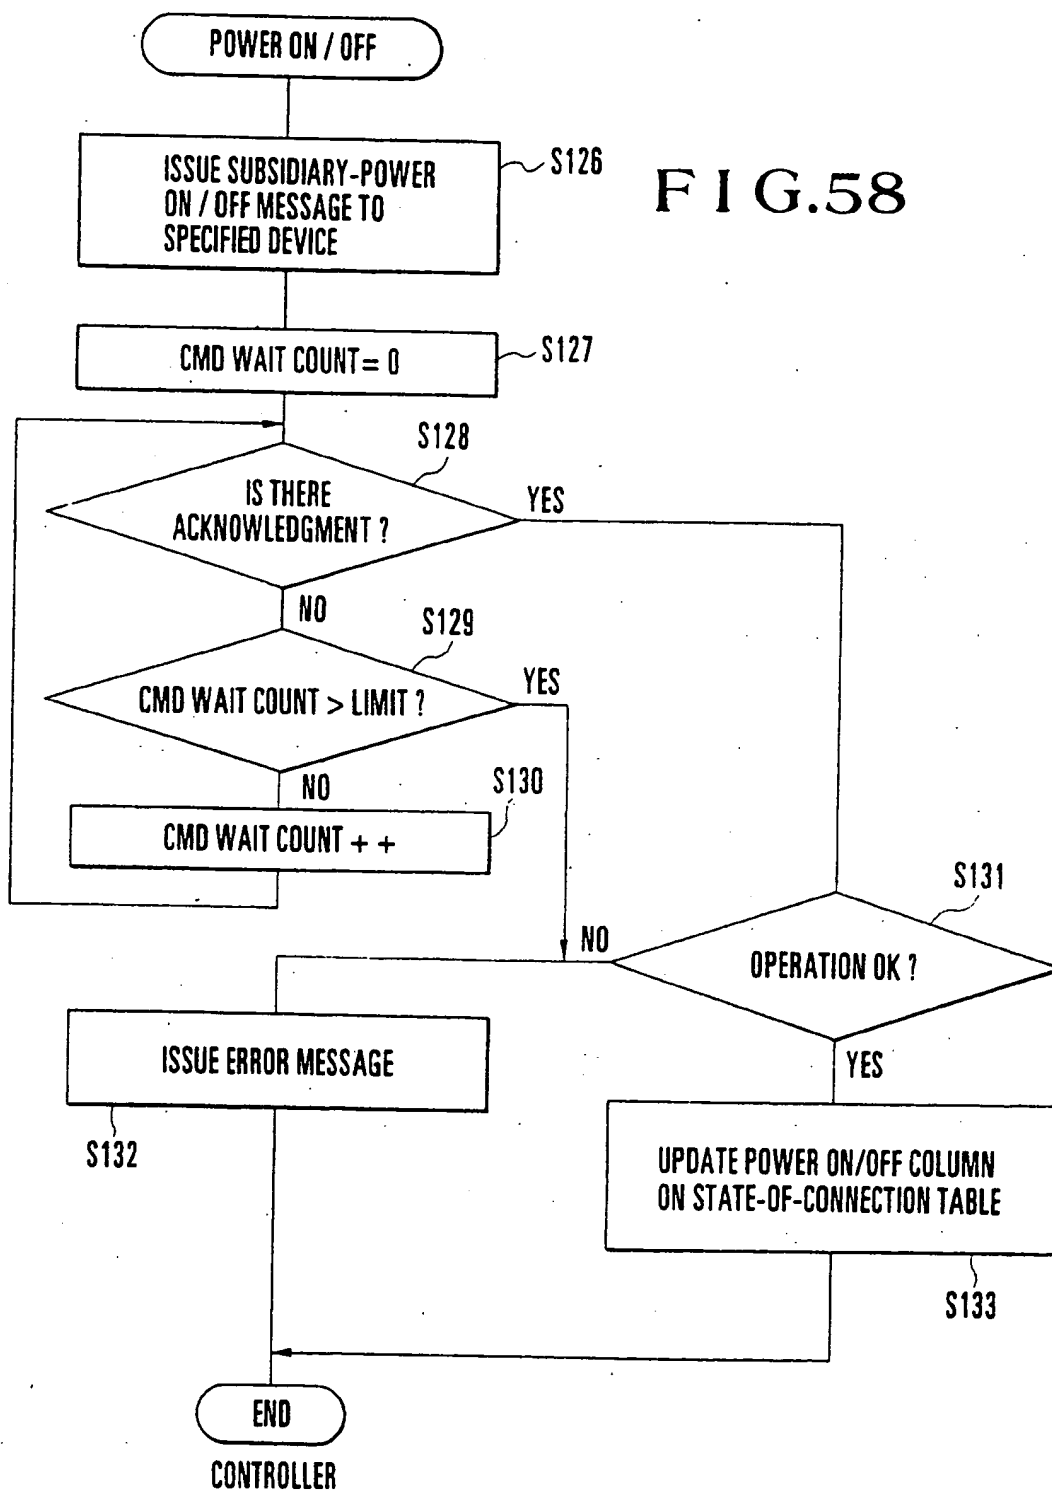 POWER ON / OFF
ISSUE SUBSIDIARY-POWER
ON / OFF MESSAGE TO
SPECIFIED DEVICE
S126
F I G.58
CMD WAIT COUNT= 0
S127
S128
IS THERE
ACKNOWLEDGMENT ?
YES
NO
S129
CMD WAIT COUNT > LIMIT ?
YES
NO
S130
CMD WAIT COUNT + +
S131
NO
OPERATION OK ?
ISSUE ERROR MESSAGE
YES
S132
UPDATE POWER ON/OFF COLUMN
ON STATE-OF-CONNECTION TABLE
S133
END
CONTROLLER